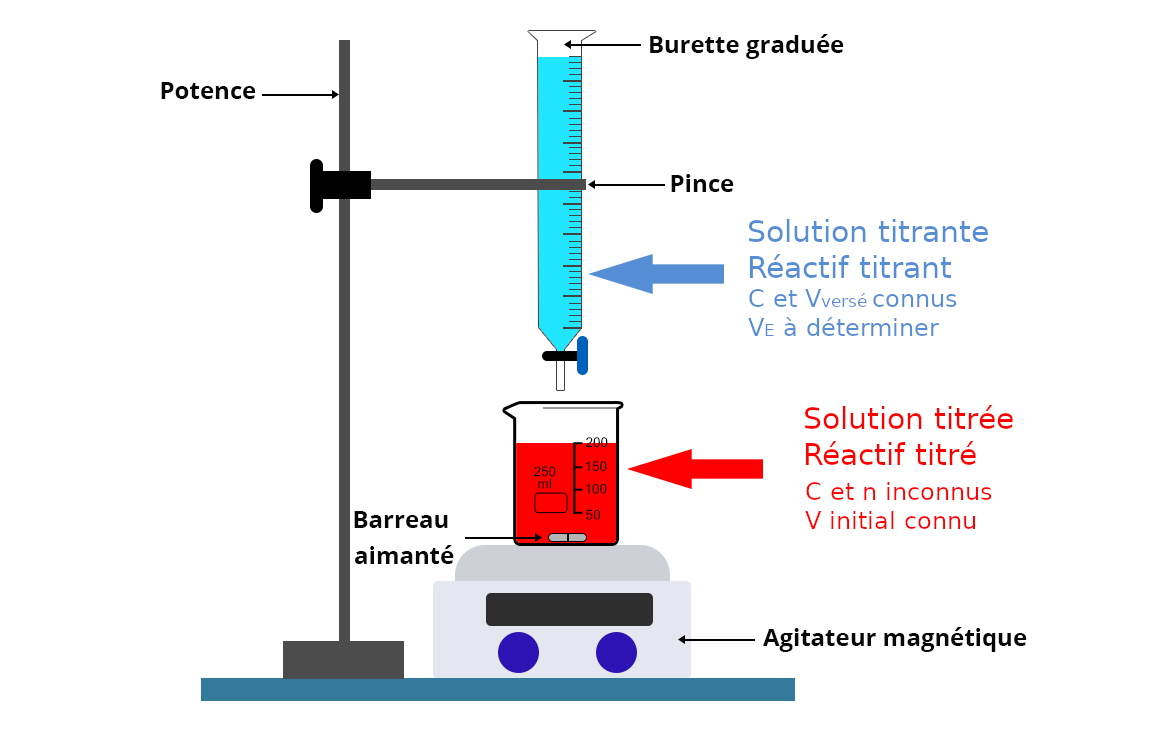 Burette graduée
Potence
Pince
Solution titrante
Réactif titrant
C et Vversé connus
VE à déterminer
Solution titrée
Réactif titré
C et n inconnus
V initial connu
200
150
100
50
250
ml
Barreau
aimanté
Agitateur magnétique